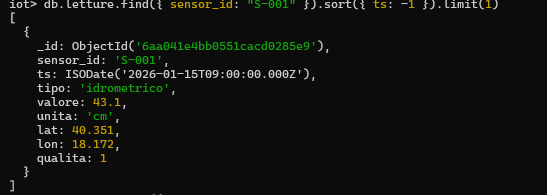 iot> db.letture.find({ sensor_id: "S-001" }).sort({ ts: -1 }).limit(1)
[
  {
    _id: ObjectId('6aa041e4bb0551cacd0285e9'),
    sensor_id: 'S-001',
    ts: ISODate('2026-01-15T09:00:00.000Z'),
    tipo: 'idrometrico',
    valore: 43.1,
    unita: 'cm',
    lat: 40.351,
    lon: 18.172,
    qualita: 1
  }
]